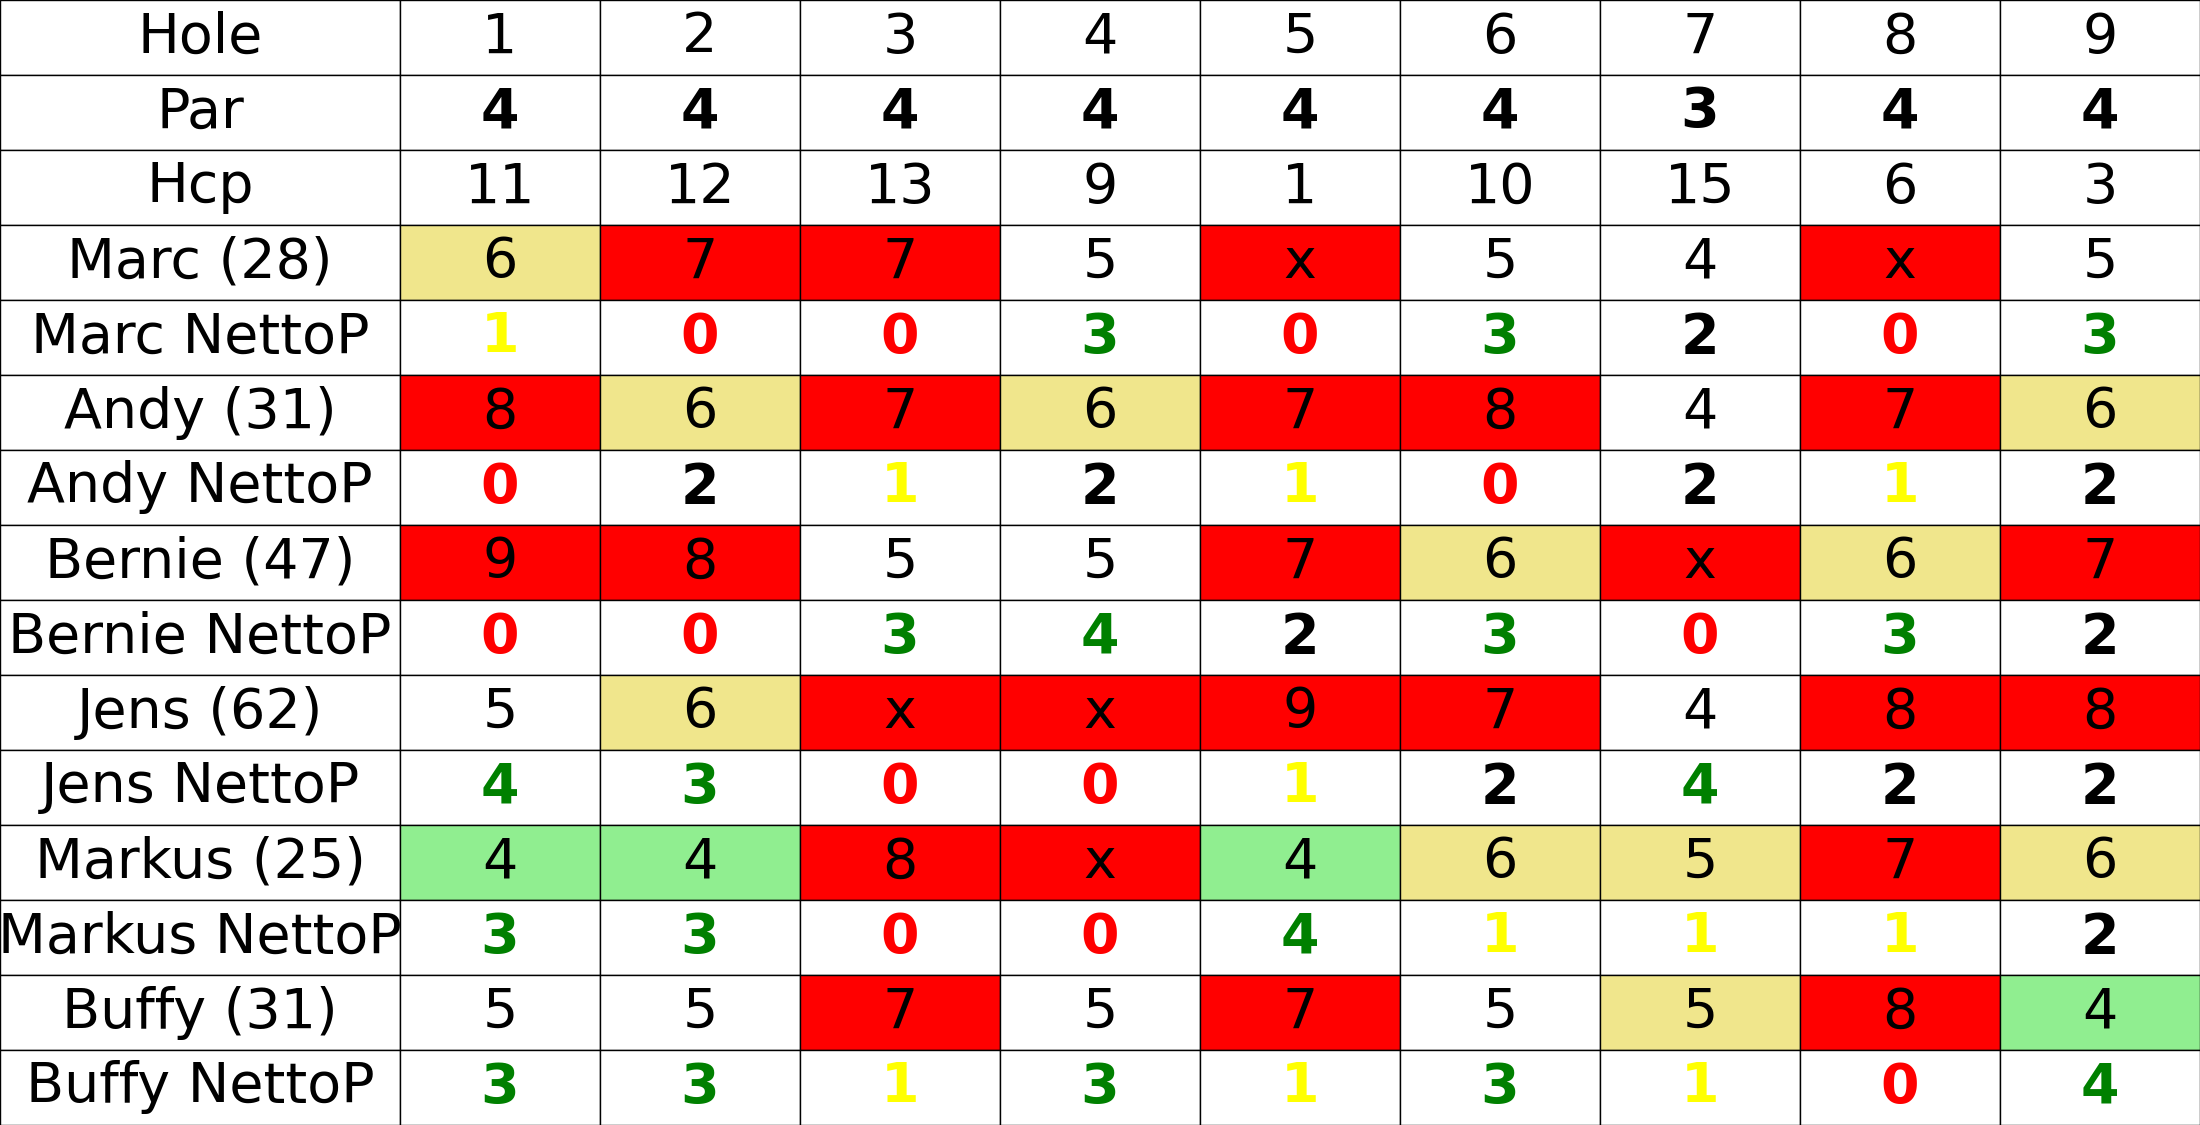 Hole 1 2 3 4 5 6 7 8 9
Par 4 4 4 4 4 4 3 4 4
Hcp 11 12 13 9 1 10 15 6 3
Marc (28) 6 7 7 5 x 5 4 x 5
Marc NettoP 1 0 0 3 0 3 2 0 3
Andy (31) 8 6 7 6 7 8 4 7 6
Andy NettoP 0 2 1 2 1 0 2 1 2
Bernie (47) 9 8 5 5 7 6 x 6 7
Bernie NettoP 0 0 3 4 2 3 0 3 2
Jens (62) 5 6 x x 9 7 4 8 8
Jens NettoP 4 3 0 0 1 2 4 2 2
Markus (25) 4 4 8 x 4 6 5 7 6
Markus NettoP 3 3 0 0 4 1 1 1 2
Buffy (31) 5 5 7 5 7 5 5 8 4
Buffy NettoP 3 3 1 3 1 3 1 0 4